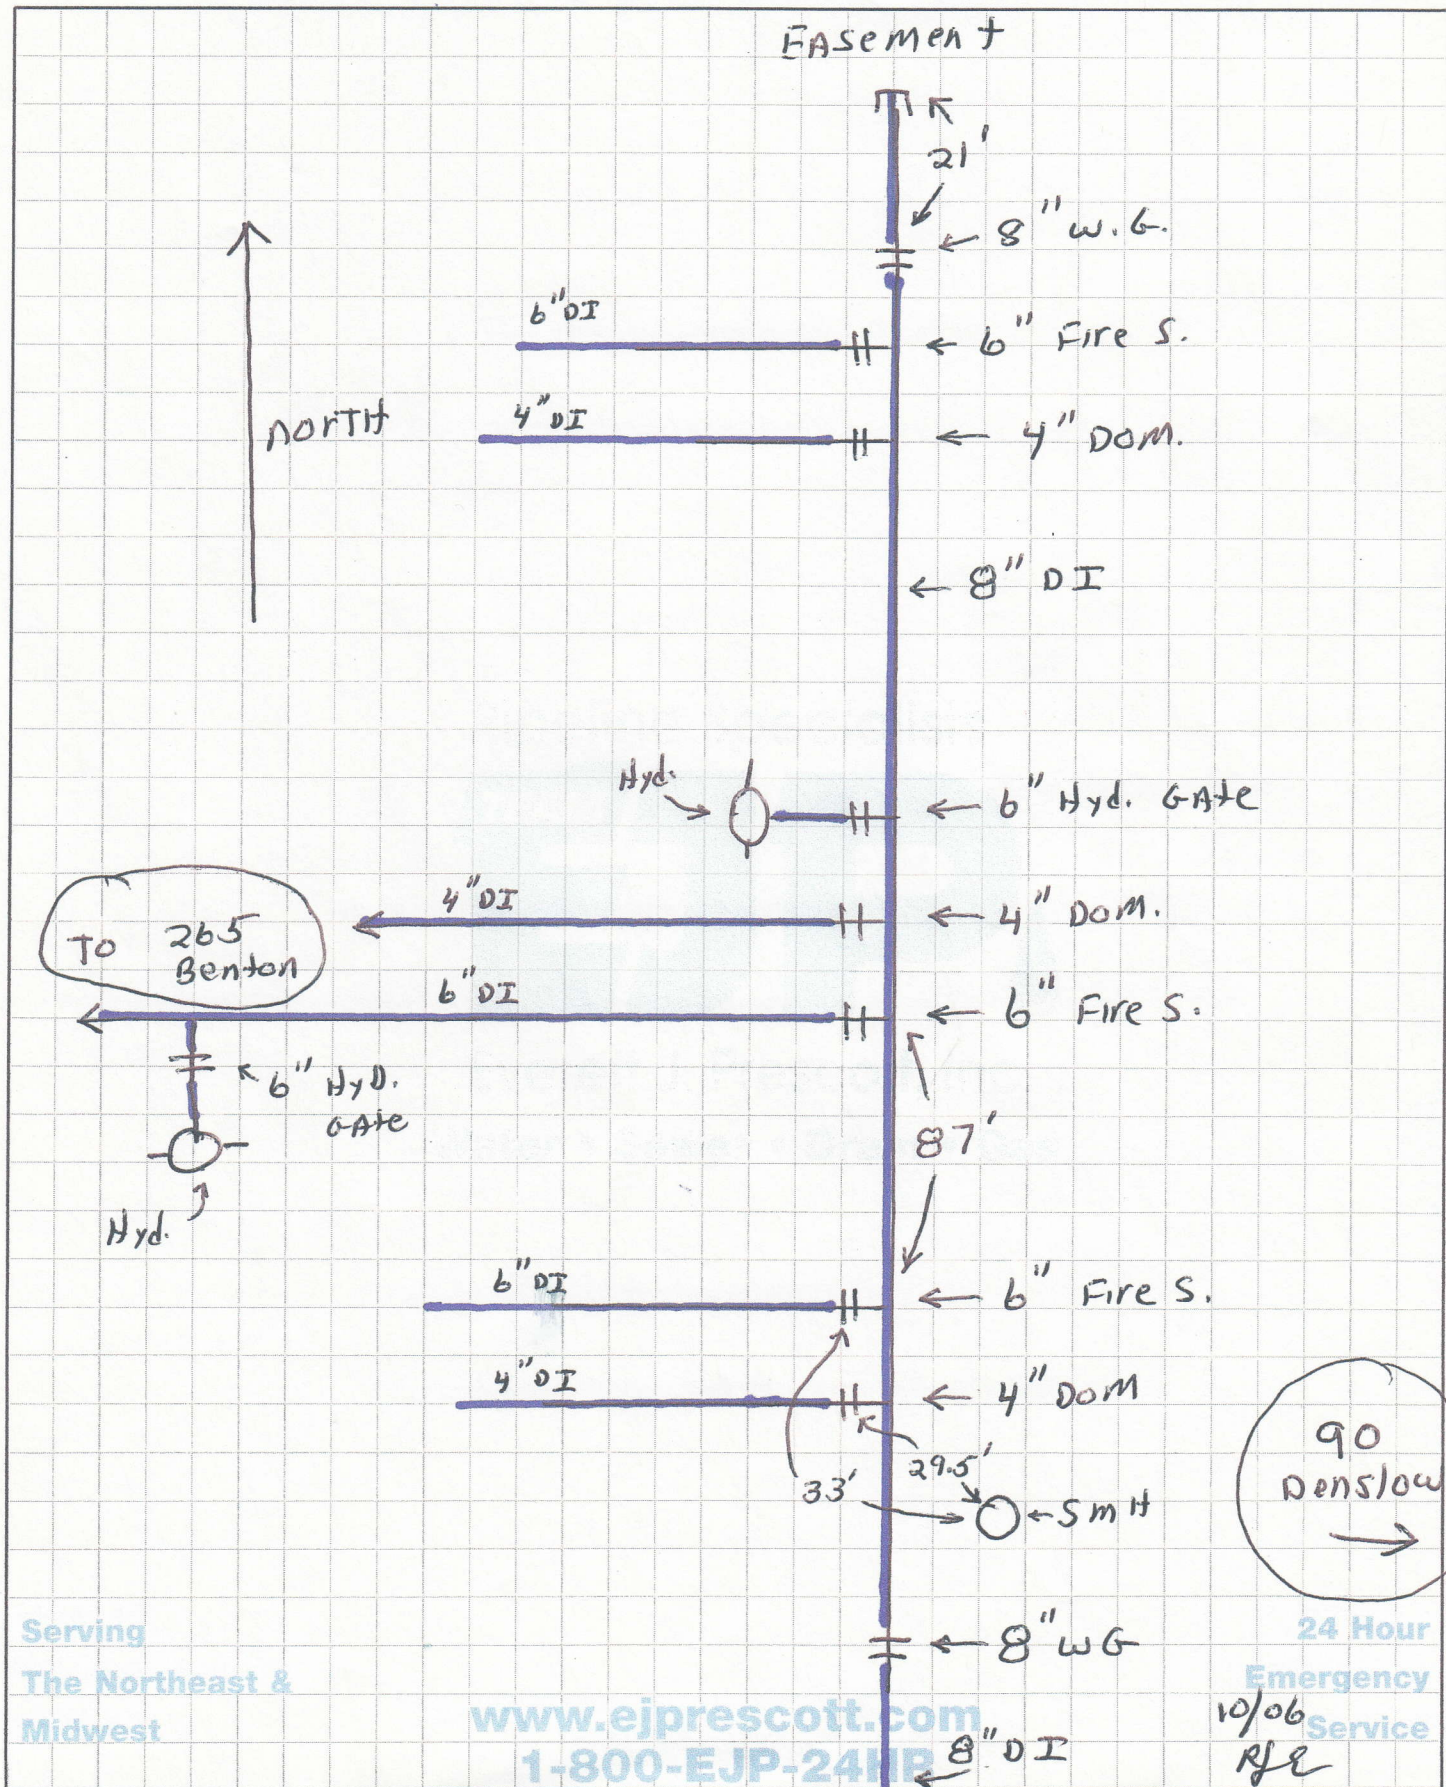 EAsement
21'
8" W.G.
6" DI
6" Fire S.
4" DI
4" Dom.
NORTH
8" DI
Hyd.
6" Hyd. GAte
4" DI
4" Dom.
TO 265
Benton
6" DI
6" Fire S.
6" HyD.
GAte
87'
Hyd.
6" DI
6" Fire S.
4" DI
4" Dom
29.5'
33'
SMH
90
Denslow
8" WG
Serving
The Northeast &
Midwest
www.ejprescott.com
1-800-EJP-24HR
24 Hour
Emergency
Service
10/06
8" DI